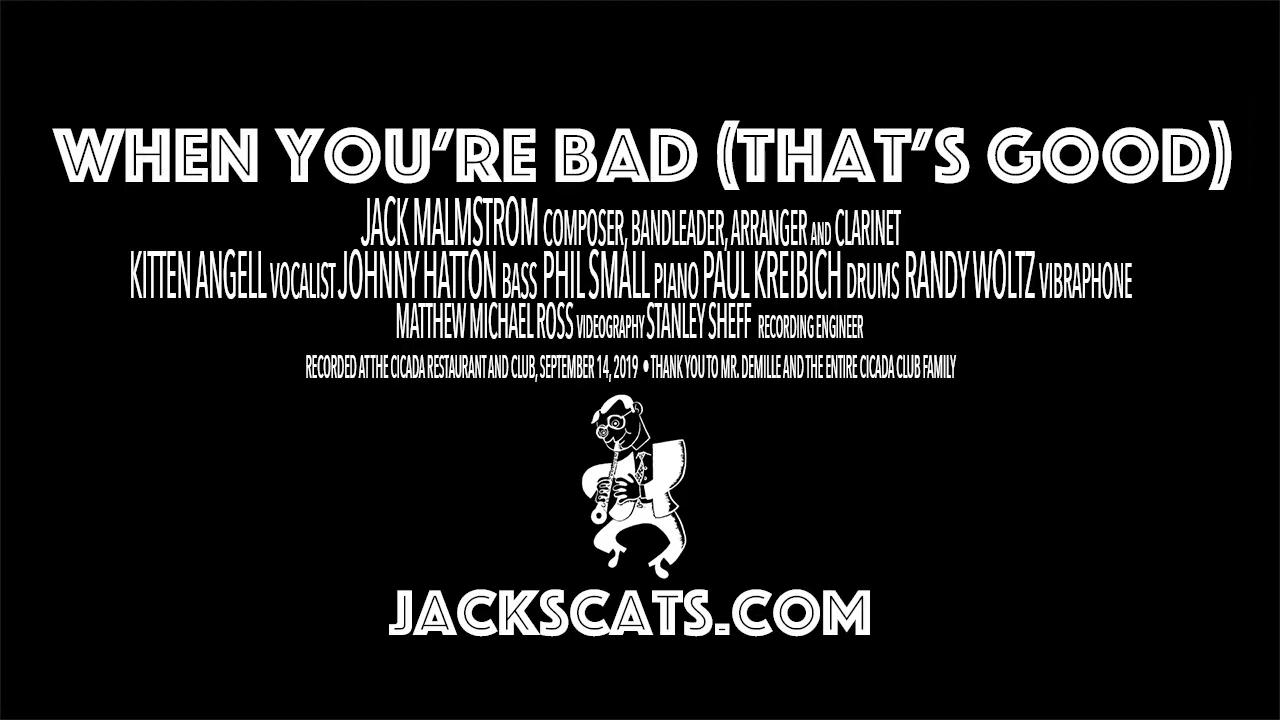 WHEN YOU'RE BAD (THAT'S GOOD)
JACK MALMSTROM COMPOSER, BANDLEADER, ARRANGER AND CLARINET
KITTEN ANGELL VOCALIST JOHNNY HATTON BASS PHIL SMALL PIANO PAUL KREIBICH DRUMS RANDY WOLTZ VIBRAPHONE
MATTHEW MICHAEL ROSS VIDEOGRAPHY STANLEY SHEFF RECORDING ENGINEER
RECORDED AT THE CICADA RESTAURANT AND CLUB, SEPTEMBER 14, 2019 • THANK YOU TO MR. DEMILLE AND THE ENTIRE CICADA CLUB FAMILY
JACKSCATS.COM